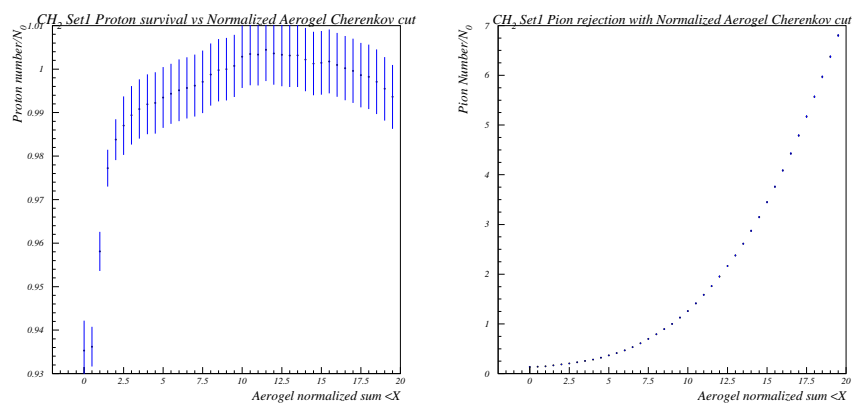 CH2 Set1 Proton survival vs Normalized Aerogel Cherenkov cut
Proton number/N0
1.01
1
0.99
0.98
0.97
0.96
0.95
0.94
0.93
0 2.5 5 7.5 10 12.5 15 17.5 20
Aerogel normalized sum <X
CH2 Set1 Pion rejection with Normalized Aerogel Cherenkov cut
Pion Number/N0
7
6
5
4
3
2
1
0
0 2.5 5 7.5 10 12.5 15 17.5 20
Aerogel normalized sum <X